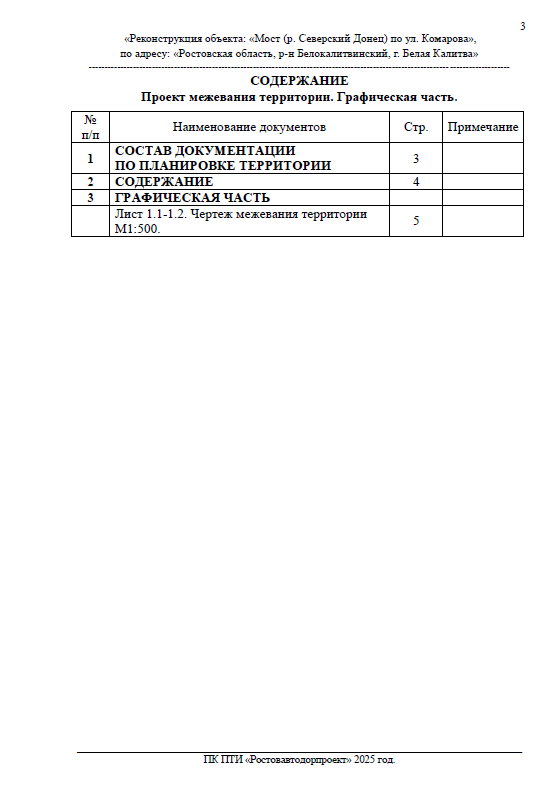 3
«Реконструкция объекта: «Мост (р. Северский Донец) по ул. Комарова»,
по адресу: «Ростовская область, р-н Белокалитвинский, г. Белая Калитва»
СОДЕРЖАНИЕ
Проект межевания территории. Графическая часть.
№ п/п Наименование документов Стр. Примечание
1 СОСТАВ ДОКУМЕНТАЦИИ
ПО ПЛАНИРОВКЕ ТЕРРИТОРИИ 3
2 СОДЕРЖАНИЕ 4
3 ГРАФИЧЕСКАЯ ЧАСТЬ
Лист 1.1-1.2. Чертеж межевания территории
М1:500. 5
ПК ПТИ «Ростовавтодорпроект» 2025 год.